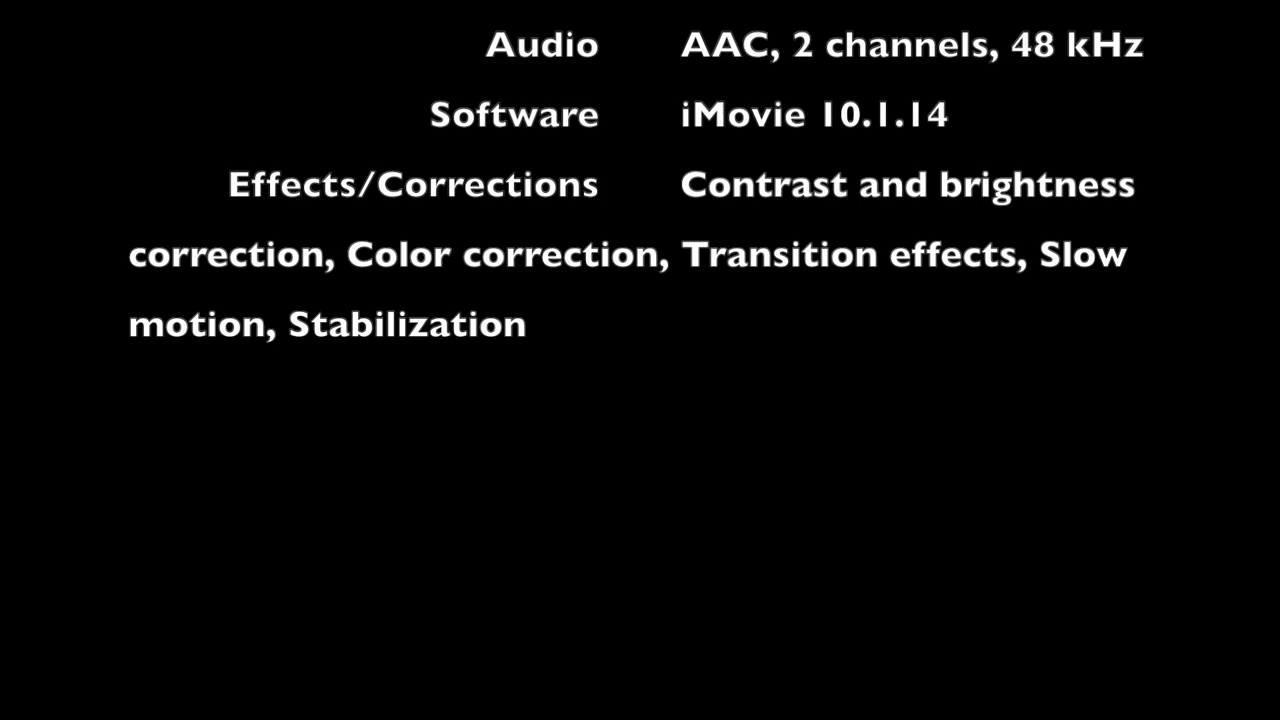 Audio AAC, 2 channels, 48 kHz
Software iMovie 10.1.14
Effects/Corrections Contrast and brightness
correction, Color correction, Transition effects, Slow
motion, Stabilization